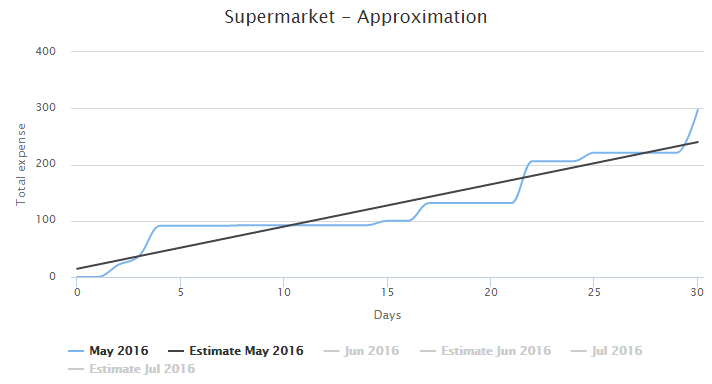 Supermarket - Approximation
400
300
200
100
0
Total expense
0 5 10 15 20 25 30
Days
May 2016 Estimate May 2016 Jun 2016 Estimate Jun 2016 Jul 2016
Estimate Jul 2016